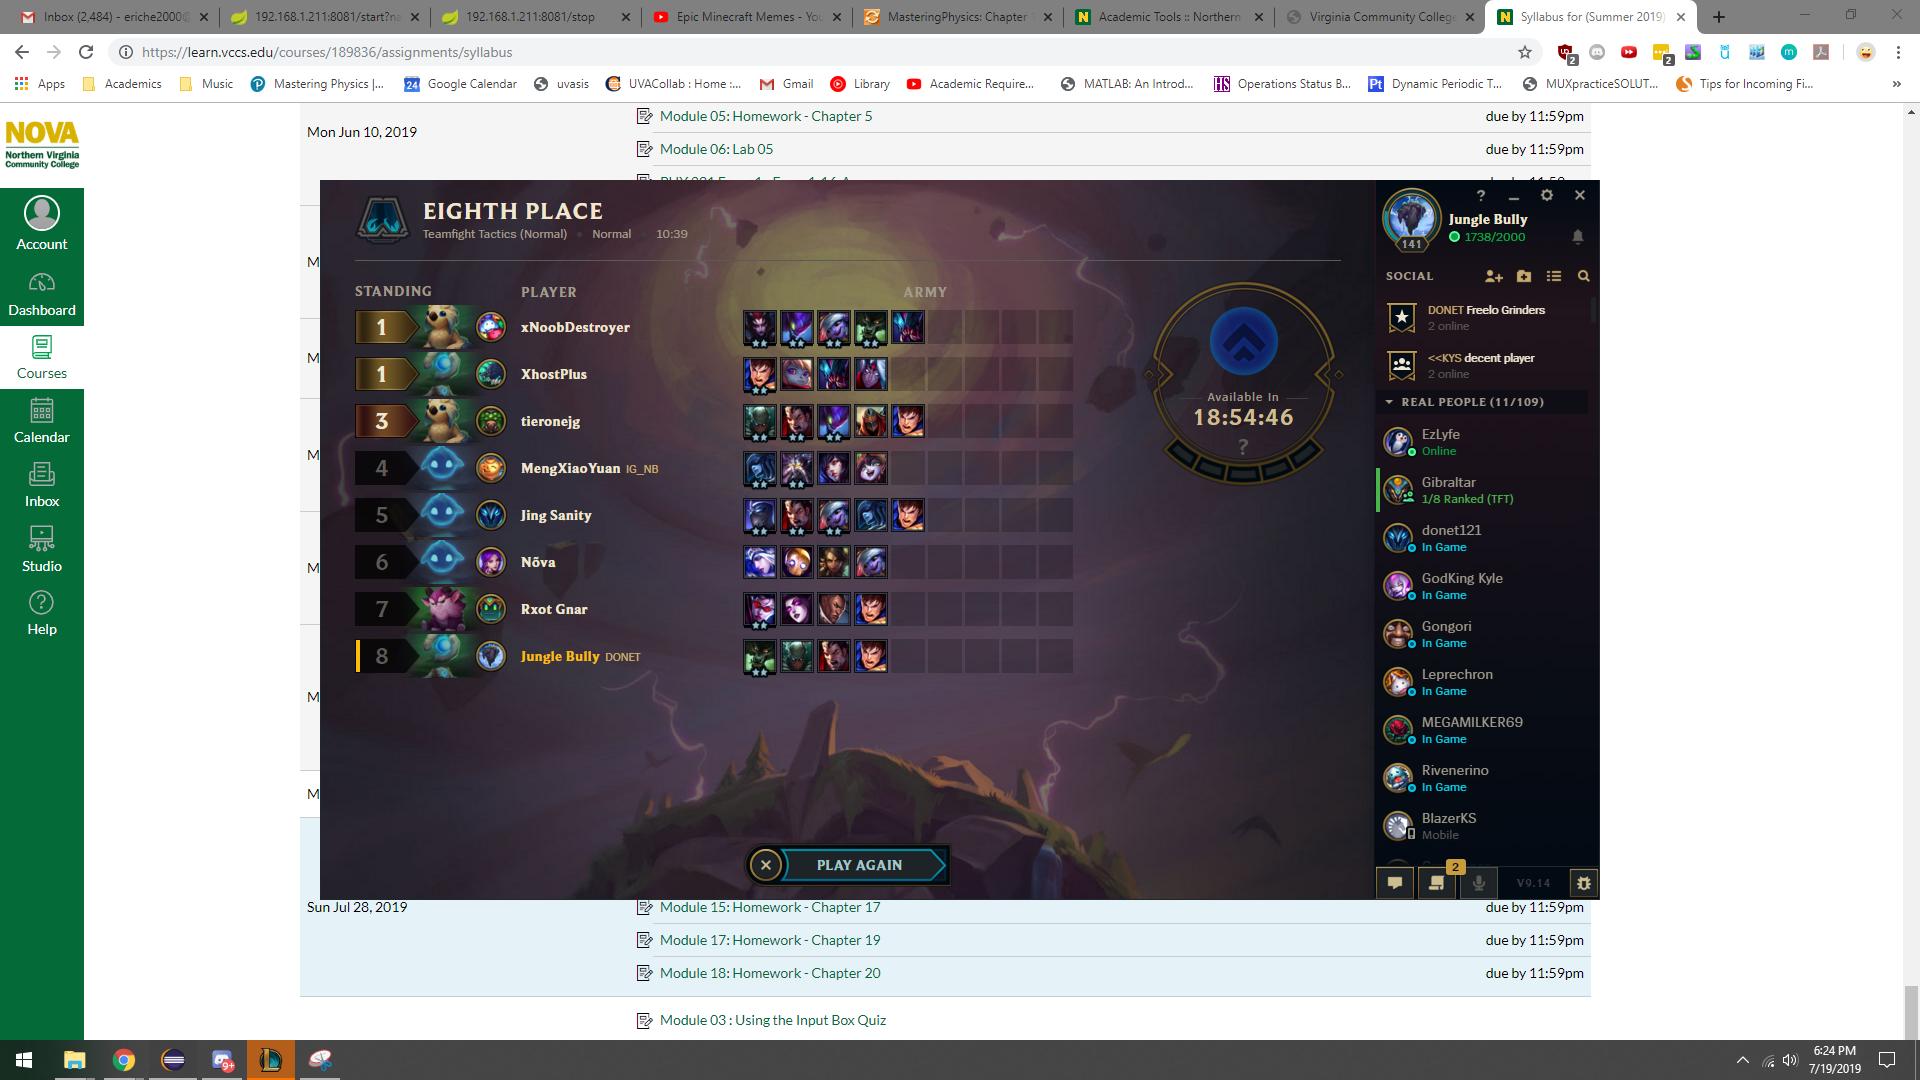 Inbox (2,484) - eriche2000@
192.168.1.211:8081/start?na
192.168.1.211:8081/stop
Epic Minecraft Memes - You
MasteringPhysics: Chapter
Academic Tools :: Northern
Virginia Community College
Syllabus for (Summer 2019)
https://learn.vccs.edu/courses/189836/assignments/syllabus
2
2
Apps
Academics
Music
Mastering Physics |...
24
Google Calendar
uvasis
UVACollab : Home :...
Gmail
Library
Academic Require...
MATLAB: An Introd...
HS
Operations Status B...
Pt
Dynamic Periodic T...
MUXpracticeSOLUT...
Tips for Incoming Fi...
»
NOVA
Northern Virginia
Community College
Account
Dashboard
Courses
Calendar
Inbox
Studio
Help
Mon Jun 10, 2019
Module 05: Homework - Chapter 5
due by 11:59pm
Module 06: Lab 05
due by 11:59pm
M
M
M
M
M
M
M
EIGHTH PLACE
Teamfight Tactics (Normal) • Normal • 10:39
STANDING PLAYER ARMY
1 xNoobDestroyer
1 XhostPlus
3 tieronejg
4 MengXiaoYuan IG_NB
5 Jing Sanity
6 Nõva
7 Rxot Gnar
8 Jungle Bully DONET
Available In
18:54:46
?
PLAY AGAIN
?
Jungle Bully
1738/2000
141
SOCIAL
DONET Freelo Grinders
2 online
<<KYS decent player
2 online
REAL PEOPLE (11/109)
EzLyfe
Online
Gibraltar
1/8 Ranked (TFT)
donet121
In Game
GodKing Kyle
In Game
Gongori
In Game
Leprechron
In Game
MEGAMILKER69
In Game
Rivenerino
In Game
BlazerKS
Mobile
2
V9.14
Sun Jul 28, 2019
Module 15: Homework - Chapter 17
due by 11:59pm
Module 17: Homework - Chapter 19
due by 11:59pm
Module 18: Homework - Chapter 20
due by 11:59pm
Module 03 : Using the Input Box Quiz
9+
6:24 PM
7/19/2019